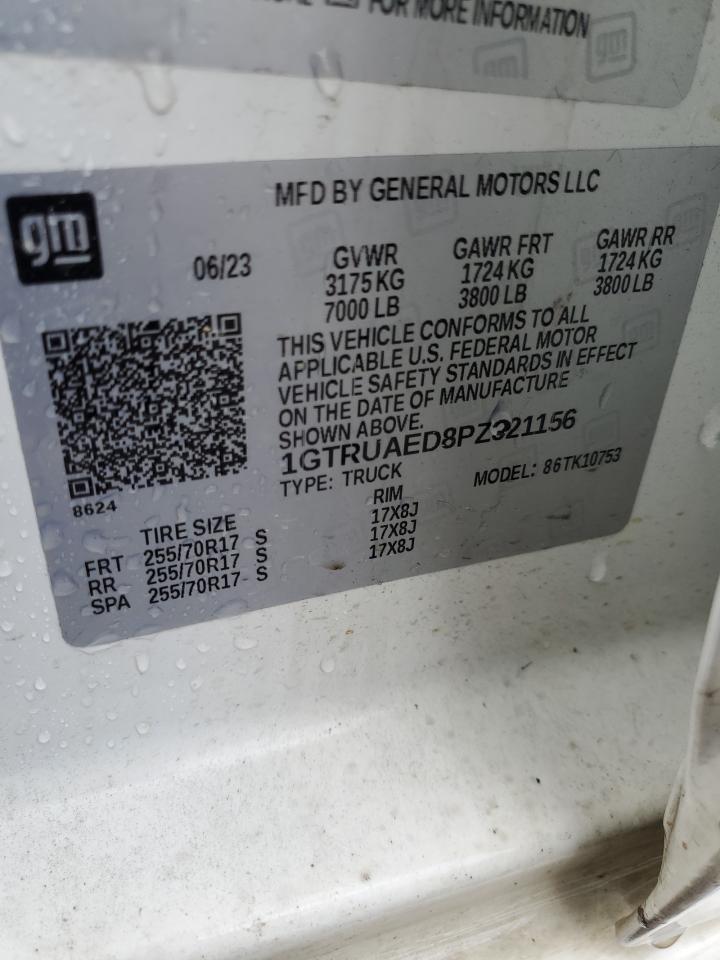 FOR MORE INFORMATION
gm
gm
MFD BY GENERAL MOTORS LLC
06/23
GVWR GAWR FRT GAWR RR
3175 KG 1724 KG 1724 KG
7000 LB 3800 LB 3800 LB
THIS VEHICLE CONFORMS TO ALL
APPLICABLE U.S. FEDERAL MOTOR
VEHICLE SAFETY STANDARDS IN EFFECT
ON THE DATE OF MANUFACTURE
SHOWN ABOVE.
1GTRUAED8PZ321156
TYPE: TRUCK MODEL: 86TK10753
8624
TIRE SIZE RIM
FRT 255/70R17 S 17X8J
RR 255/70R17 S 17X8J
SPA 255/70R17 S 17X8J